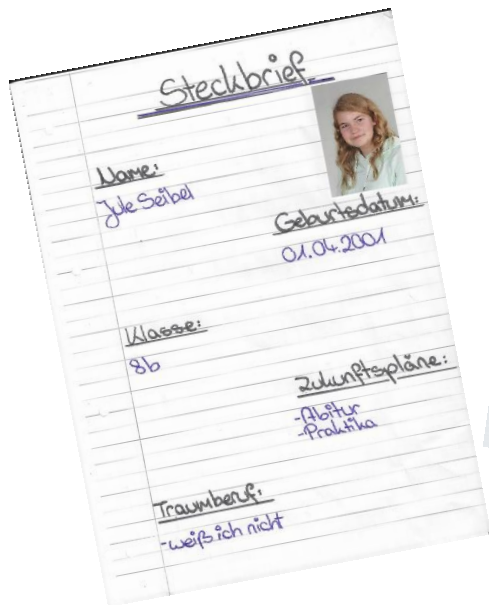 Steckbrief
Name:
Jule Seibel
Geburtsdatum:
01.04.2001
Klasse:
8b
Zukunftspläne:
-Abitur
-Praktika
Traumberuf:
-weiß ich nicht